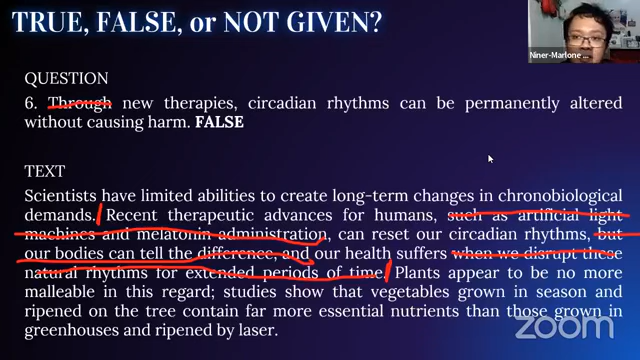 TRUE, FALSE, or NOT GIVEN?
Niner-Marlone ...
QUESTION
6. Through new therapies, circadian rhythms can be permanently altered
without causing harm. FALSE
TEXT
Scientists have limited abilities to create long-term changes in chronobiological
demands. Recent therapeutic advances for humans, such as artificial light
machines and melatonin administration, can reset our circadian rhythms, but
our bodies can tell the difference, and our health suffers when we disrupt these
natural rhythms for extended periods of time. Plants appear to be no more
malleable in this regard; studies show that vegetables grown in season and
ripened on the tree contain far more essential nutrients than those grown in
greenhouses and ripened by laser.
zoom